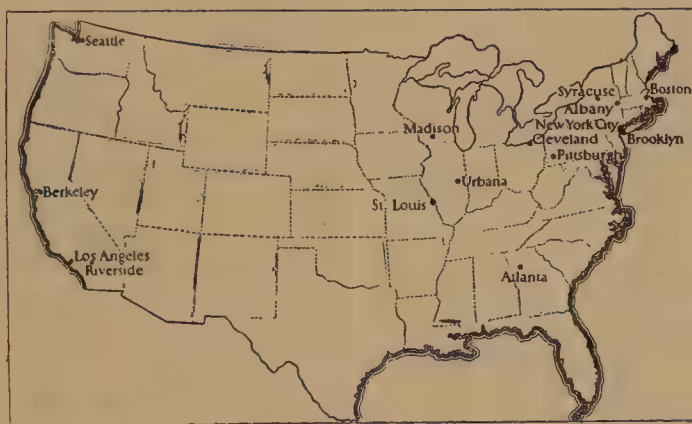 Seattle
Syracuse
Boston
Albany
Madison
New York City
Cleveland
Brooklyn
Pittsburgh
Berkeley
Urbana
St. Louis
Los Angeles
Riverside
Atlanta